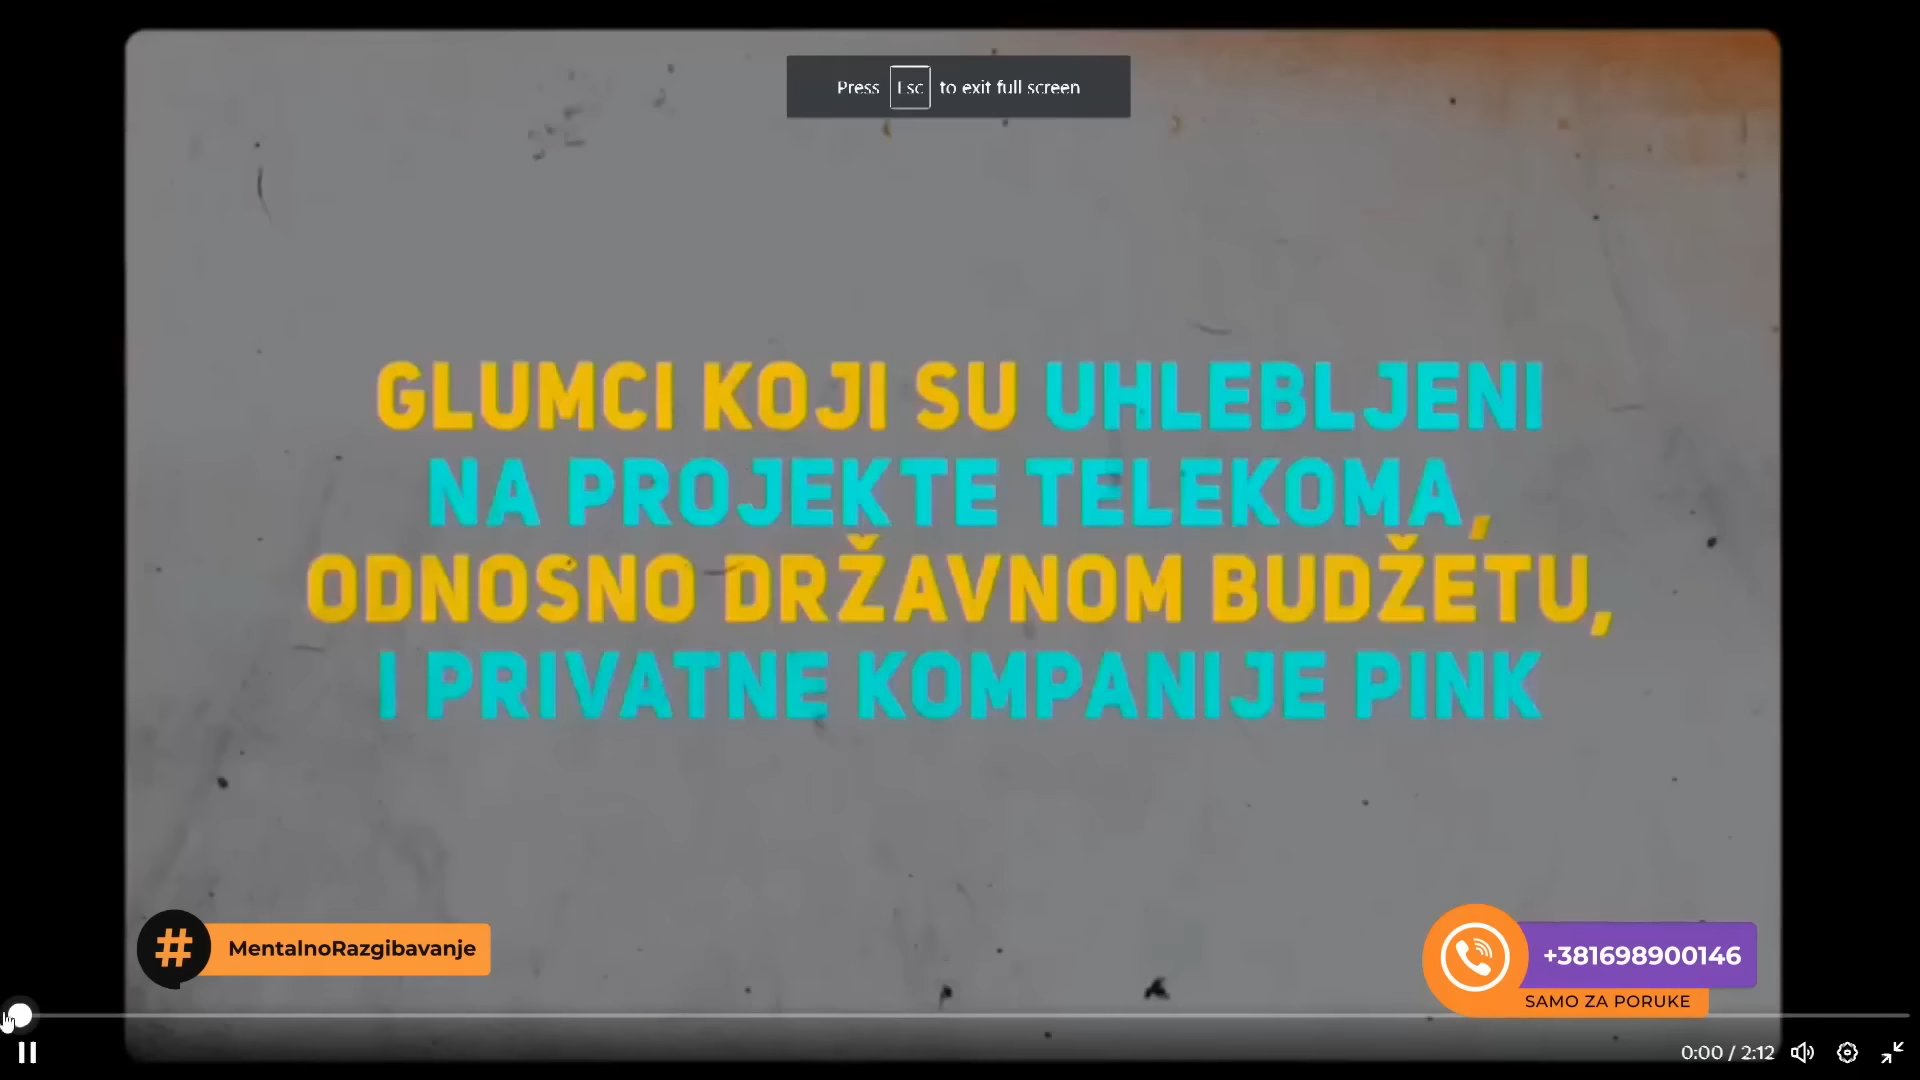 Press Esc to exit full screen
GLUMCI KOJI SU UHLEBLJENI
NA PROJEKTE TELEKOMA,
ODNOSNO DRŽAVNOM BUDŽETU,
I PRIVATNE KOMPANIJE PINK
# MentalnoRazgibavanje
+381698900146
SAMO ZA PORUKE
0:00 / 2:12